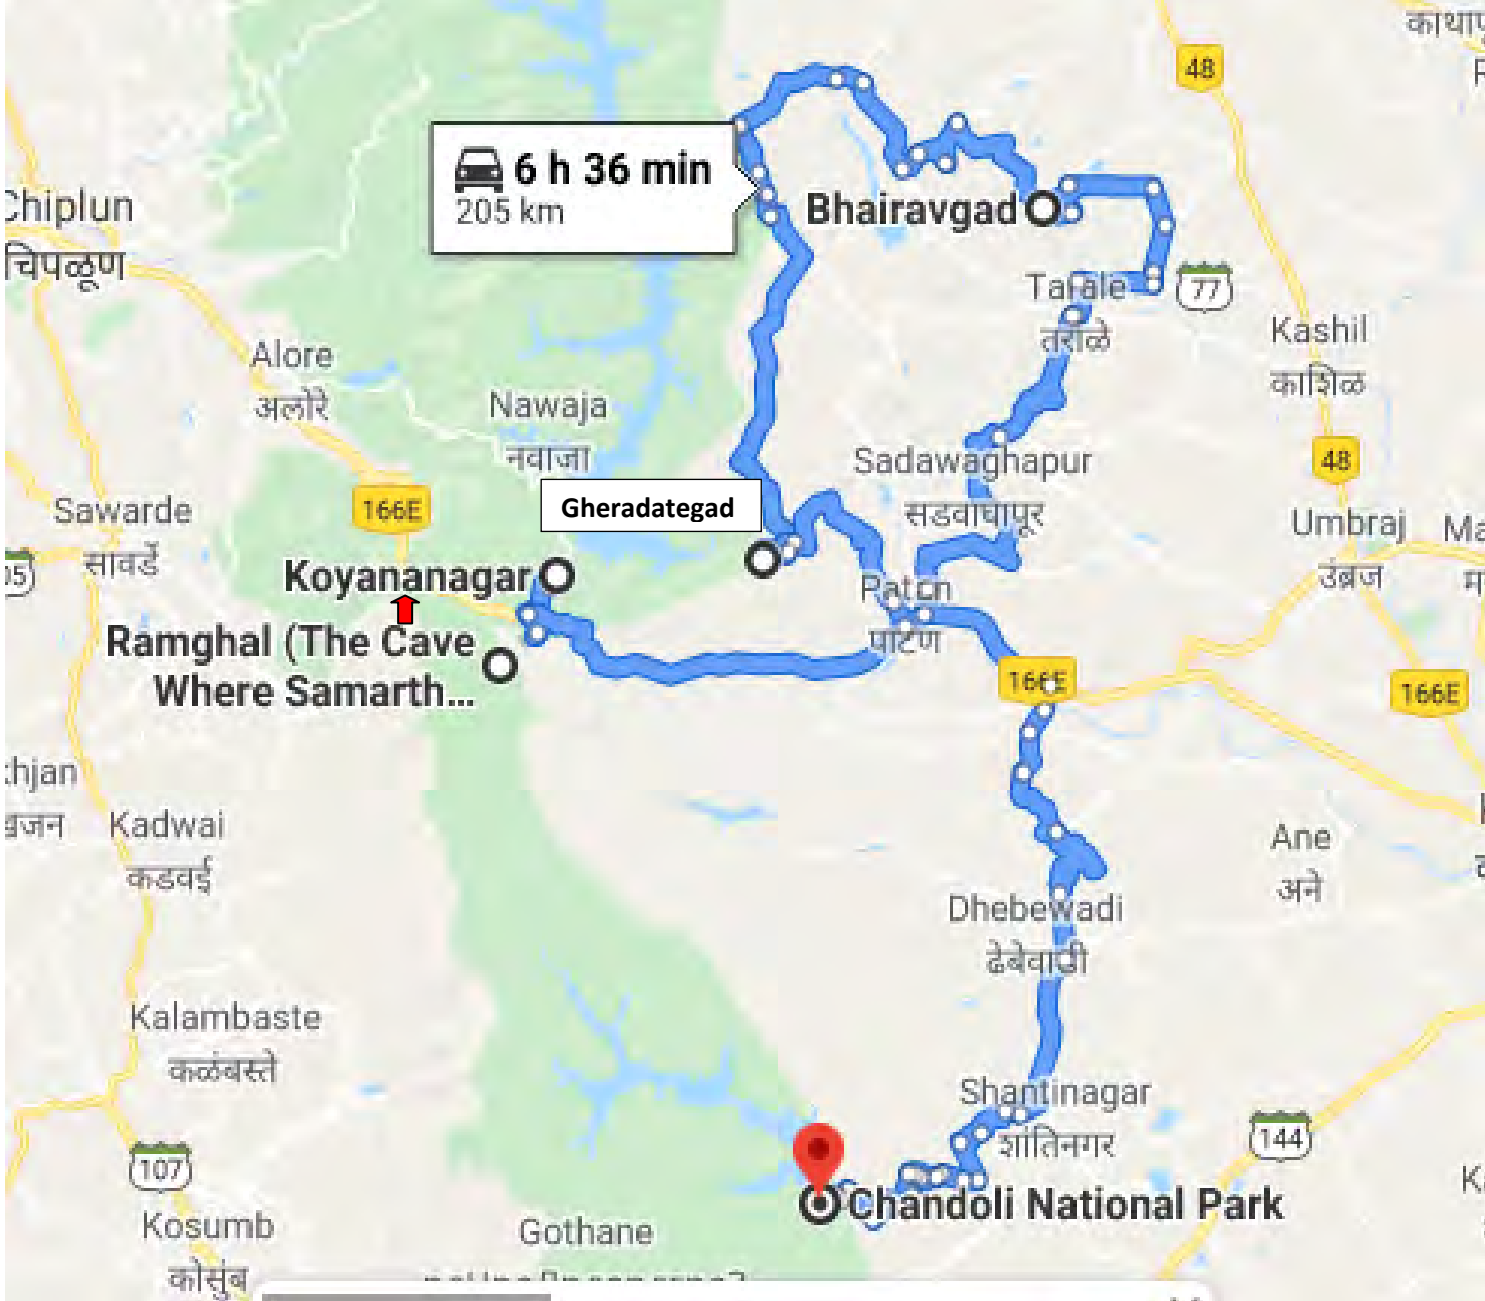 48
6 h 36 min
205 km
Chiplun
चिपळूण
Bhairavgad
Tarale
तरळे
77
Kashil
काशिळ
Alore
अलोरे
Nawaja
नवाजा
Sadawaghapur
सडवाघापूर
48
Sawarde
सावर्डे
166E
Gheradategad
Umbraj
उंब्रज
Koyananagar
Patan
पाटण
Ramghal (The Cave
Where Samarth...
166E
166E
Kadwai
कडवई
Ane
अने
Dhebewadi
ढेबेवाडी
Kalambaste
कळंबस्ते
Shantinagar
शांतिनगर
144
107
Chandoli National Park
Kosumb
कोसुंब
Gothane